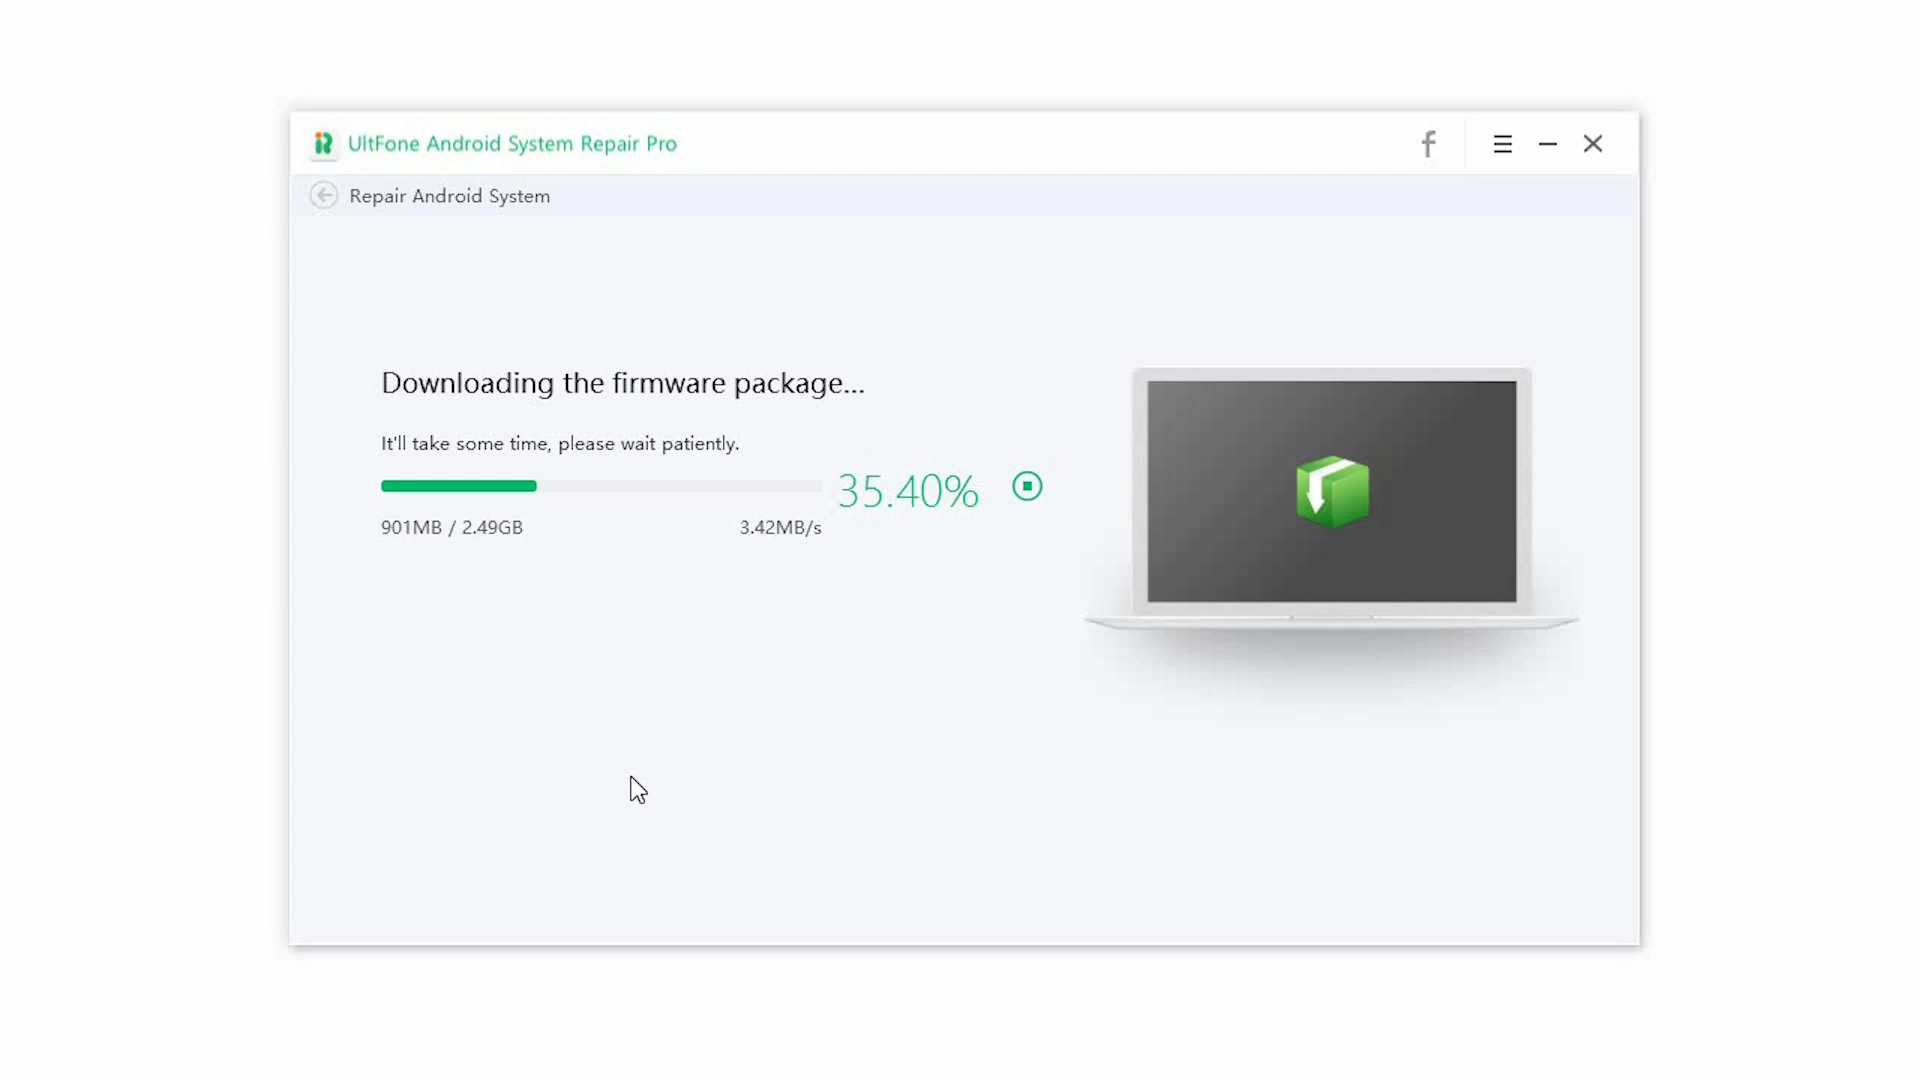 UltFone Android System Repair Pro
Repair Android System
Downloading the firmware package...
It'll take some time, please wait patiently.
35.40%
901MB / 2.49GB
3.42MB/s